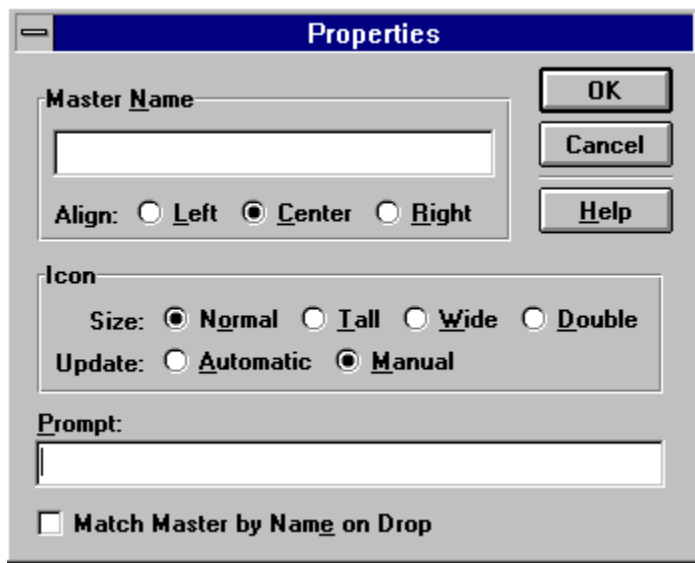 Properties
Master Name
Align: Left Center Right
OK
Cancel
Help
Icon
Size: Normal Tall Wide Double
Update: Automatic Manual
Prompt:
Match Master by Name on Drop